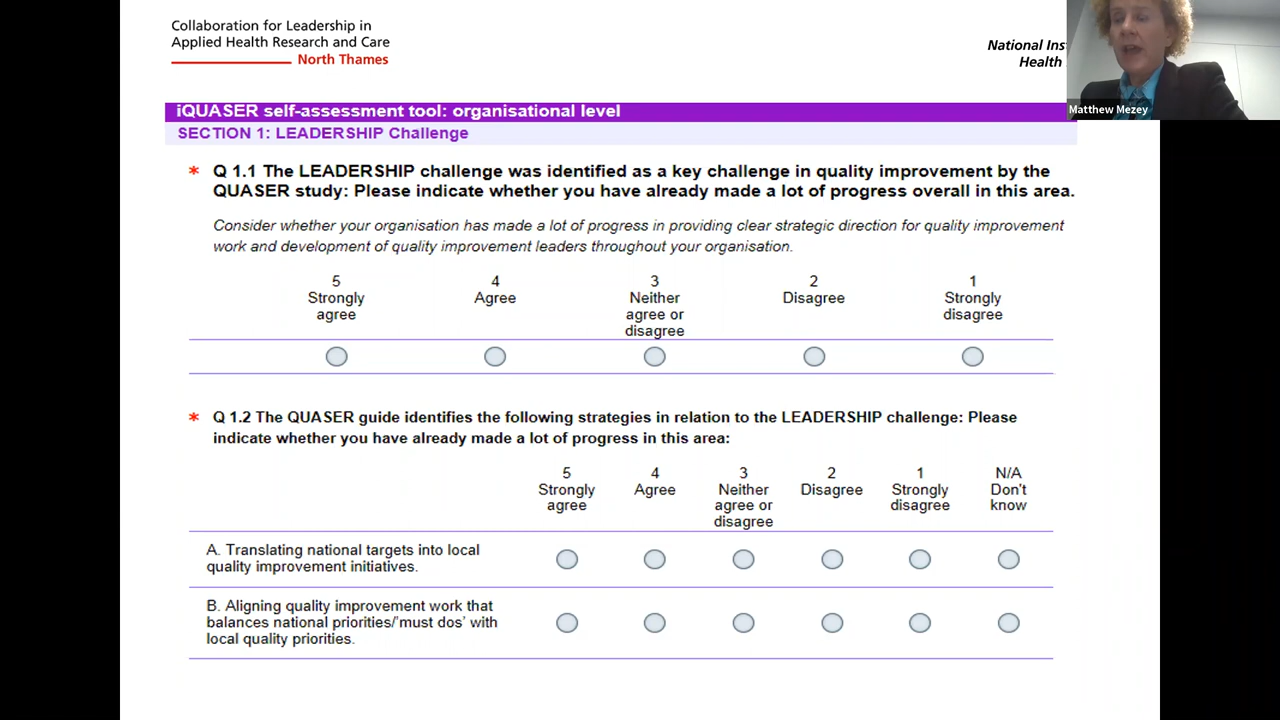 Collaboration for Leadership in
Applied Health Research and Care
North Thames
National Ins
Health
Matthew Mezey
iQUASER self-assessment tool: organisational level
SECTION 1: LEADERSHIP Challenge
* Q 1.1 The LEADERSHIP challenge was identified as a key challenge in quality improvement by the
QUASER study: Please indicate whether you have already made a lot of progress overall in this area.
Consider whether your organisation has made a lot of progress in providing clear strategic direction for quality improvement
work and development of quality improvement leaders throughout your organisation.
5 4 3 2 1
Strongly Agree Neither Disagree Strongly
agree agree or disagree
disagree
* Q 1.2 The QUASER guide identifies the following strategies in relation to the LEADERSHIP challenge: Please
indicate whether you have already made a lot of progress in this area:
5 4 3 2 1 N/A
Strongly Agree Neither Disagree Strongly Don't
agree agree or disagree know
disagree
A. Translating national targets into local
quality improvement initiatives.
B. Aligning quality improvement work that
balances national priorities/'must dos' with
local quality priorities.